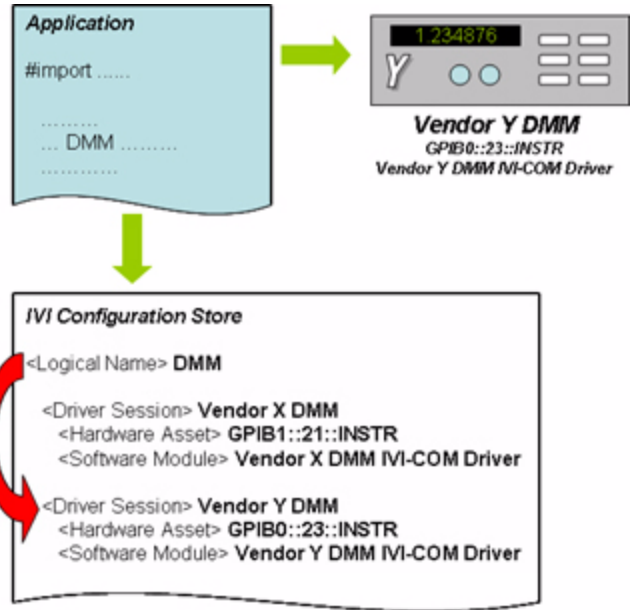 Application
#import ......
.........
... DMM .........
.............
1.234876
Y
Vendor Y DMM
GPIB0::23::INSTR
Vendor Y DMM IVI-COM Driver
IVI Configuration Store
<Logical Name> DMM
<Driver Session> Vendor X DMM
<Hardware Asset> GPIB1::21::INSTR
<Software Module> Vendor X DMM IVI-COM Driver
<Driver Session> Vendor Y DMM
<Hardware Asset> GPIB0::23::INSTR
<Software Module> Vendor Y DMM IVI-COM Driver